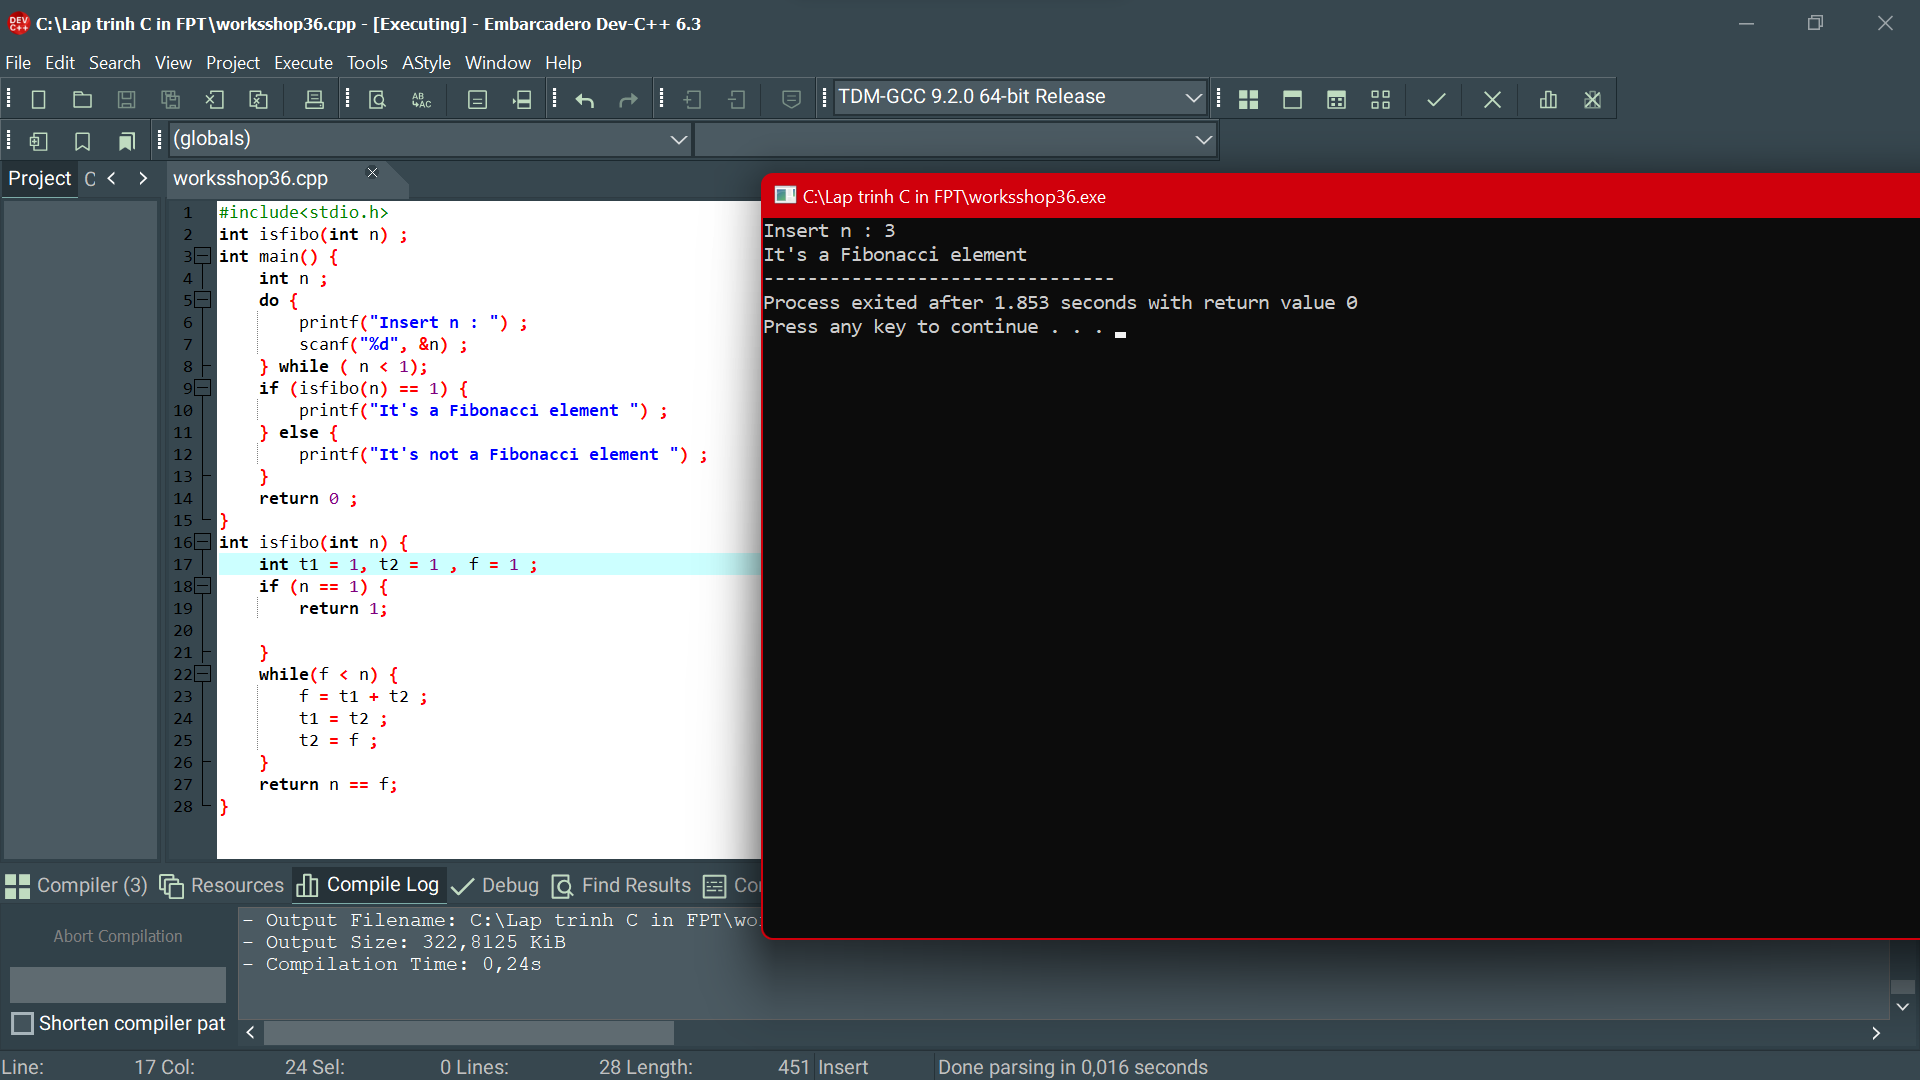 C:\Lap trinh C in FPT\worksshop36.cpp - [Executing] - Embarcadero Dev-C++ 6.3
File Edit Search View Project Execute Tools AStyle Window Help
TDM-GCC 9.2.0 64-bit Release
(globals)
Project
worksshop36.cpp
1 #include<stdio.h>
2 int isfibo(int n) ;
3 int main() {
4 int n ;
5 do {
6 printf("Insert n : ") ;
7 scanf("%d", &n) ;
8 } while ( n < 1);
9 if (isfibo(n) == 1) {
10 printf("It's a Fibonacci element ") ;
11 } else {
12 printf("It's not a Fibonacci element ") ;
13 }
14 return 0 ;
15 }
16 int isfibo(int n) {
17 int t1 = 1, t2 = 1 , f = 1 ;
18 if (n == 1) {
19 return 1;
20
21 }
22 while(f < n) {
23 f = t1 + t2 ;
24 t1 = t2 ;
25 t2 = f ;
26 }
27 return n == f;
28 }
C:\Lap trinh C in FPT\worksshop36.exe
Insert n : 3
It's a Fibonacci element
--------------------------------
Process exited after 1.853 seconds with return value 0
Press any key to continue . . .
Compiler (3) Resources Compile Log Debug Find Results
Abort Compilation
Shorten compiler pat
- Output Filename: C:\Lap trinh C in FPT\wo
- Output Size: 322,8125 KiB
- Compilation Time: 0,24s
Line: 17 Col: 24 Sel: 0 Lines: 28 Length: 451 Insert Done parsing in 0,016 seconds